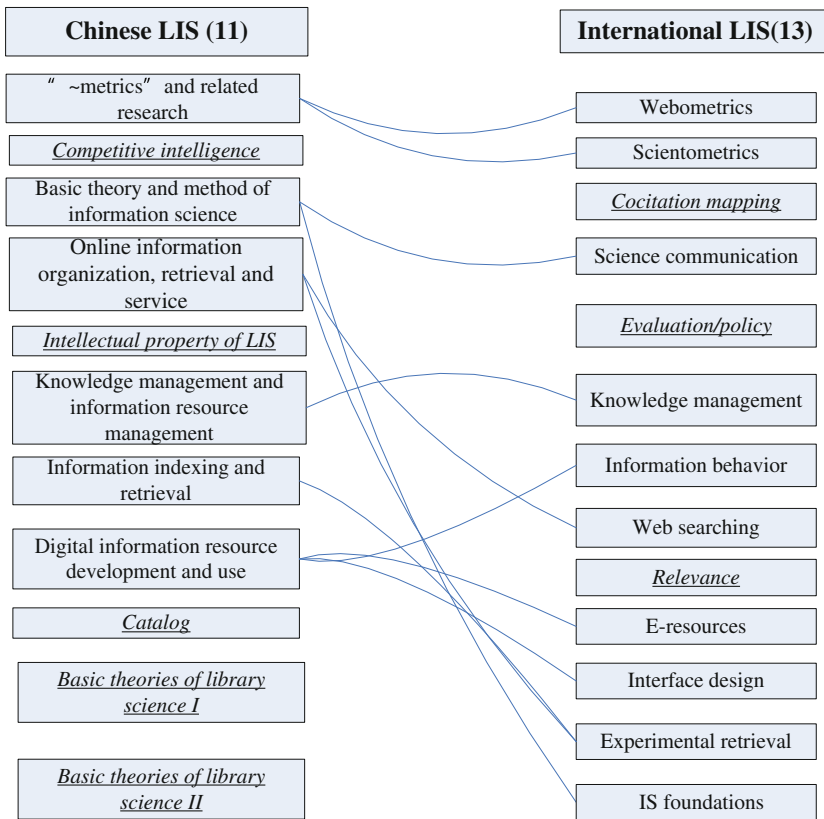 Chinese LIS (11)
“ ~metrics” and related
research
Competitive intelligence
Basic theory and method of
information science
Online information
organization, retrieval and
service
Intellectual property of LIS
Knowledge management and
information resource
management
Information indexing and
retrieval
Digital information resource
development and use
Catalog
Basic theories of library
science I
Basic theories of library
science II
International LIS(13)
Webometrics
Scientometrics
Cocitation mapping
Science communication
Evaluation/policy
Knowledge management
Information behavior
Web searching
Relevance
E-resources
Interface design
Experimental retrieval
IS foundations